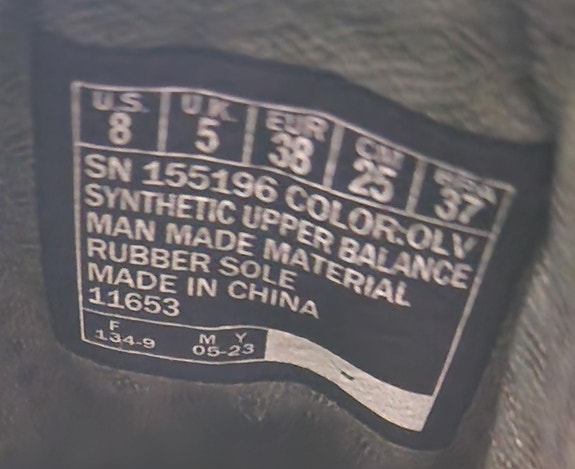 U.S. U.K. EUR CM BRA
8 5 38 25 37
SN 155196 COLOR:OLV
SYNTHETIC UPPER BALANCE
MAN MADE MATERIAL
RUBBER SOLE
MADE IN CHINA
11653
F M Y
134-9 05-23